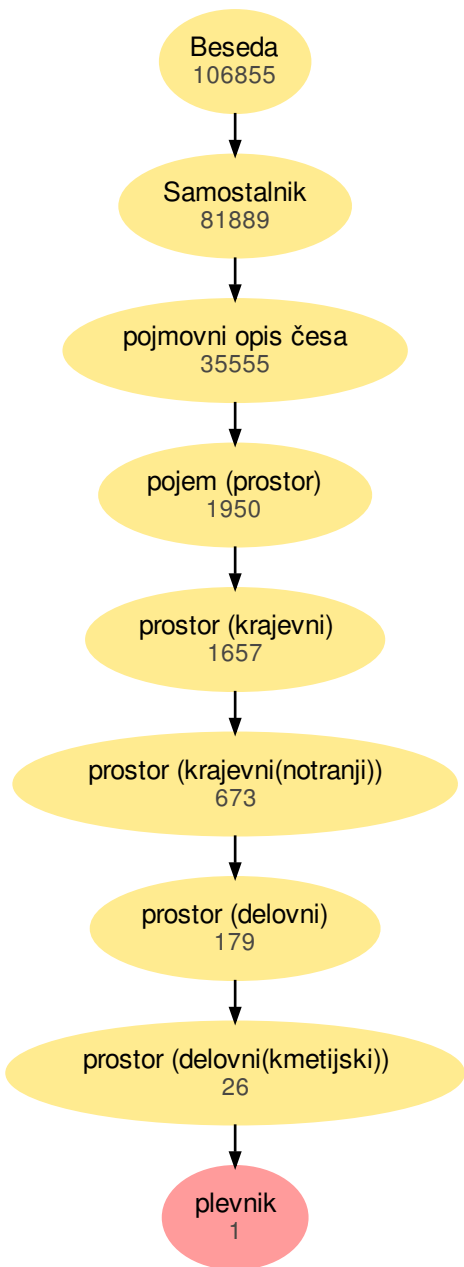 Beseda
106855
Samostalnik
81889
pojmovni opis česa
35555
pojem (prostor)
1950
prostor (krajevni)
1657
prostor (krajevni(notranji))
673
prostor (delovni)
179
prostor (delovni(kmetijski))
26
plevnik
1